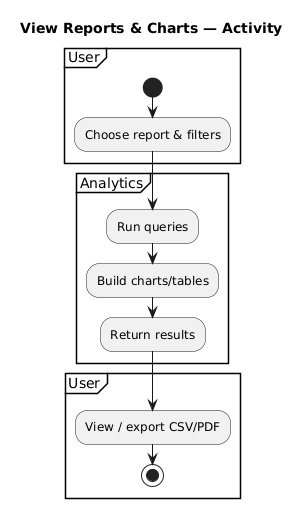 View Reports & Charts — Activity
User
Choose report & filters
Analytics
Run queries
Build charts/tables
Return results
User
View / export CSV/PDF